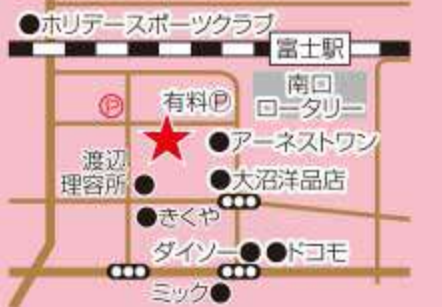 ホリデースポーツクラブ
富士駅
南口
ロータリー
有料Ⓟ
Ⓟ
アーネストワン
渡辺
理容所
大沼洋品店
きくや
ダイソー
ドコモ
ミック